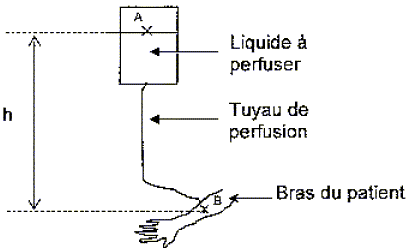 A
Liquide à
perfuser
h
Tuyau de
perfusion
B
Bras du patient